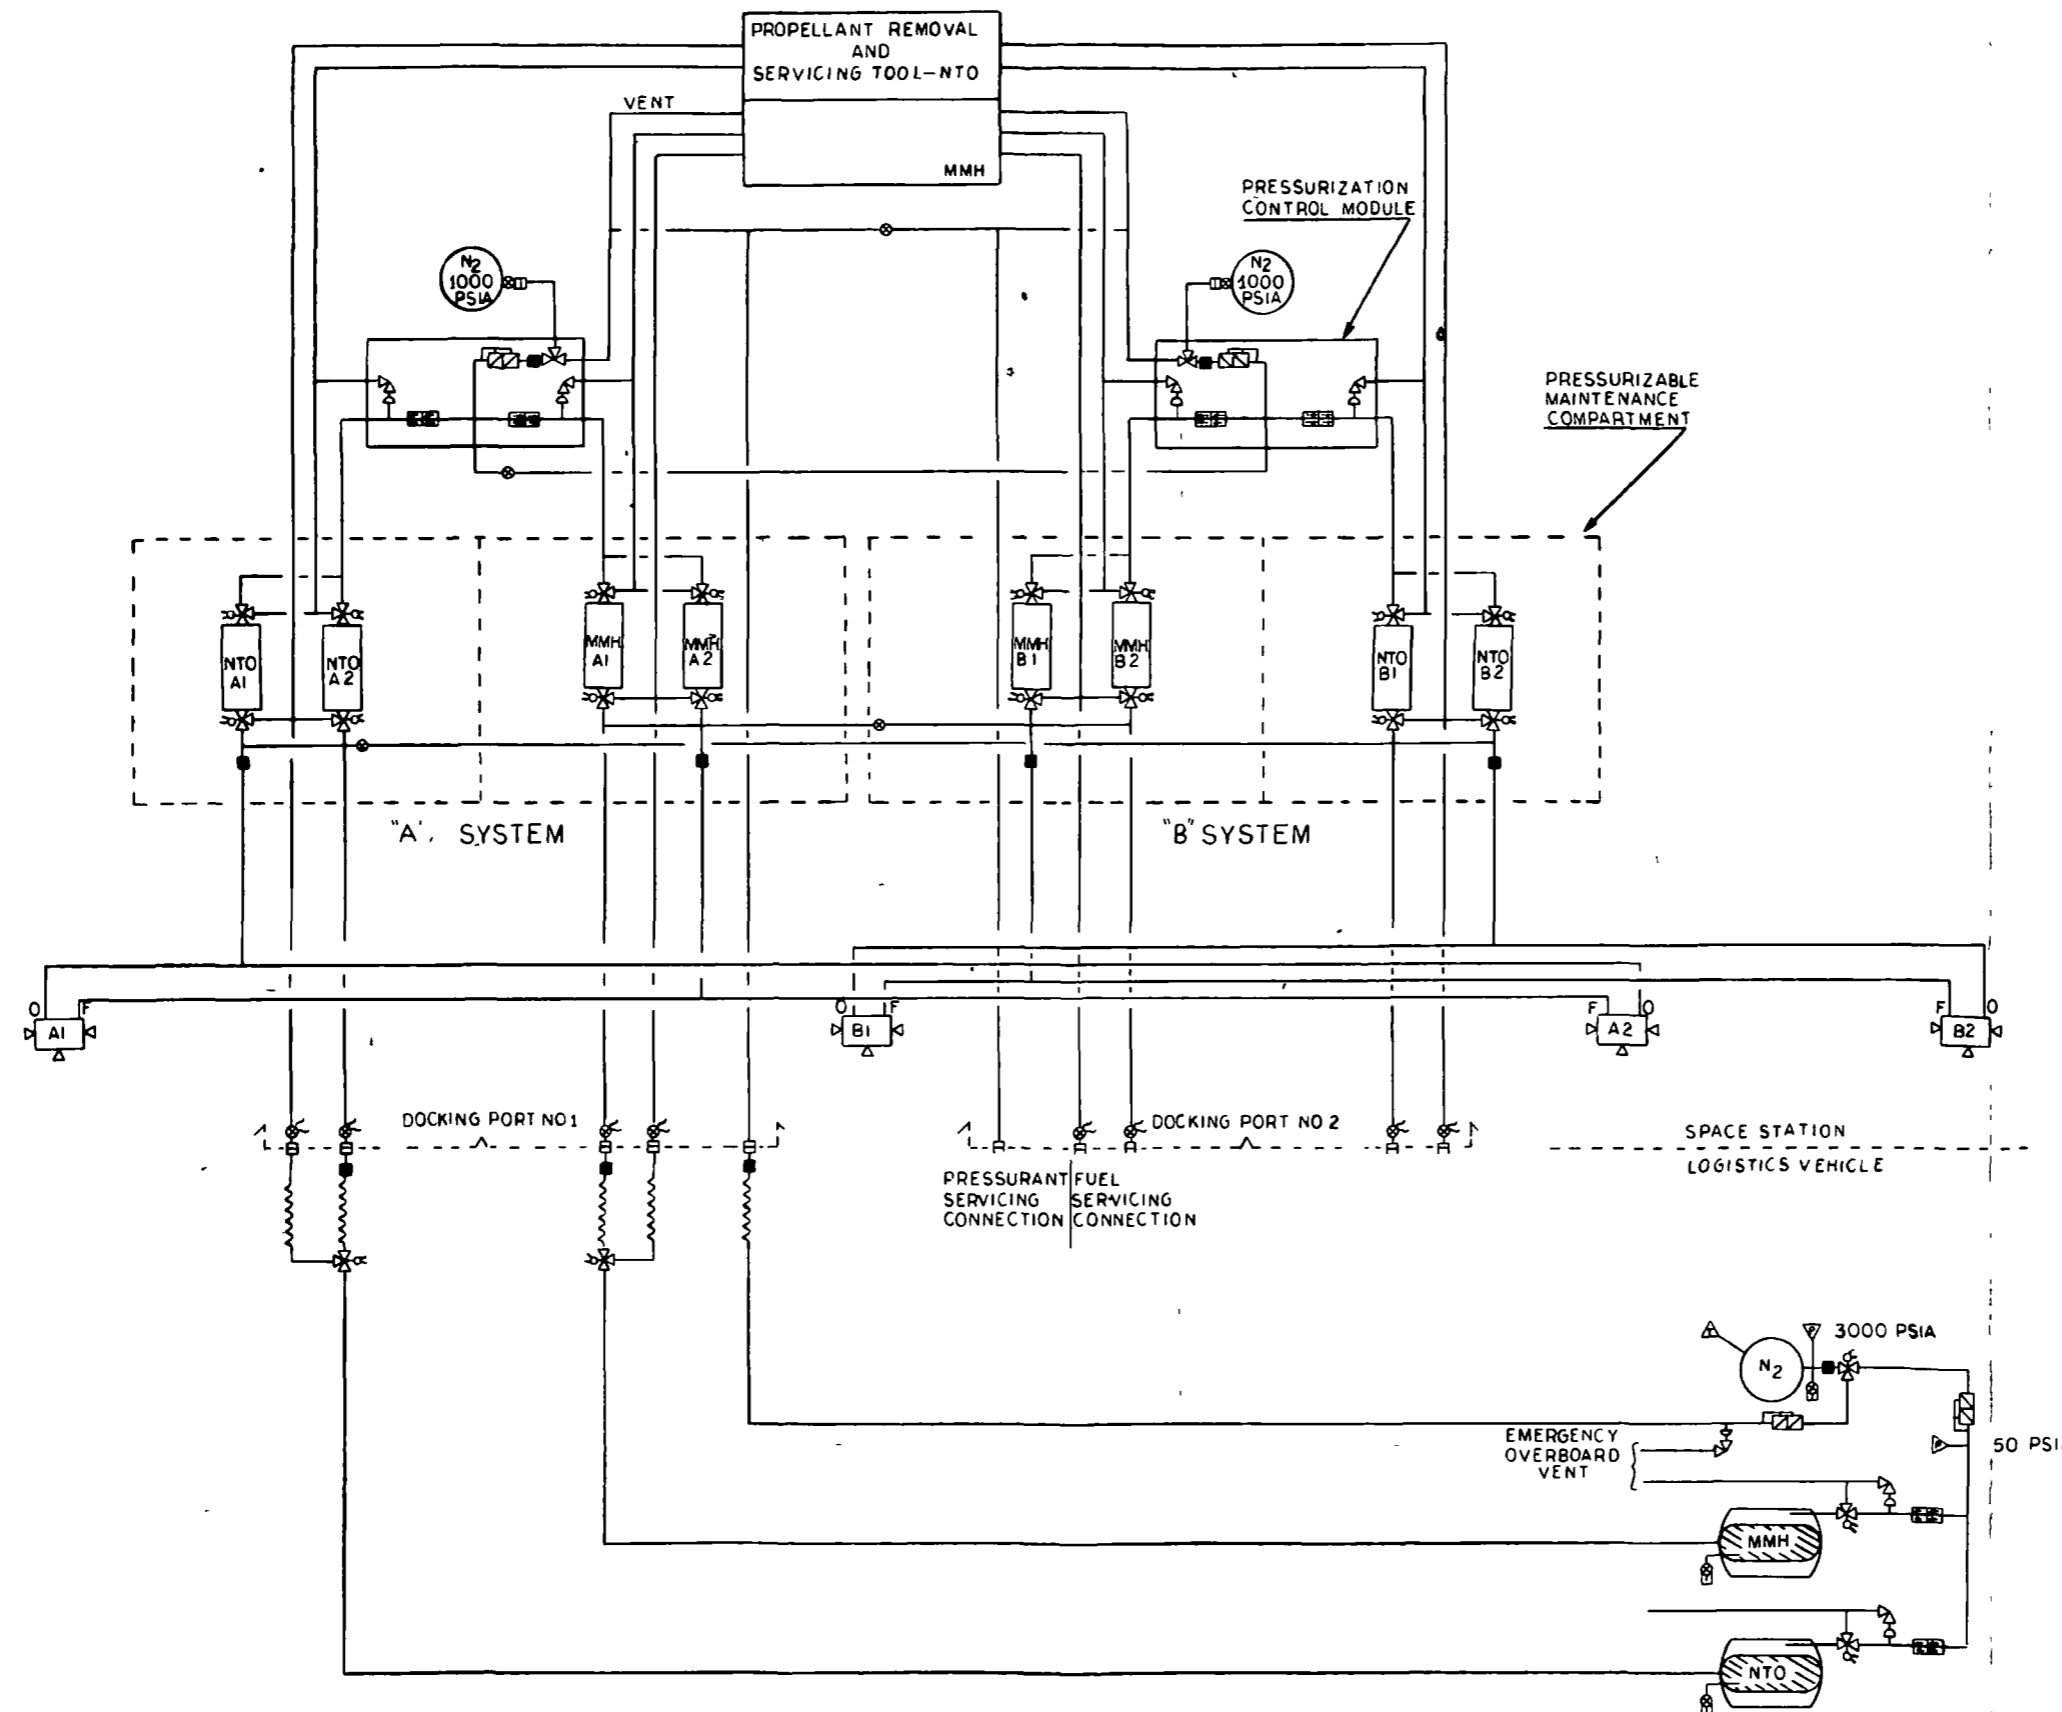 PROPELLANT REMOVAL
AND
SERVICING TOOL-NTO
VENT
MMH
PRESSURIZATION
CONTROL MODULE
N2
1000
PSIA
N2
1000
PSIA
PRESSURIZABLE
MAINTENANCE
COMPARTMENT
NTO
A1
NTO
A2
MMH
A1
MMH
A2
MMH
B1
MMH
B2
NTO
B1
NTO
B2
"A", SYSTEM
"B" SYSTEM
O
F
A1
O
F
B1
F
O
A2
F
O
B2
DOCKING PORT NO 1
DOCKING PORT NO 2
SPACE STATION
LOGISTICS VEHICLE
PRESSURANT
SERVICING
CONNECTION
FUEL
SERVICING
CONNECTION
T
P
3000 PSIA
N2
EMERGENCY
OVERBOARD
VENT
P
50 PSI
MMH
NTO